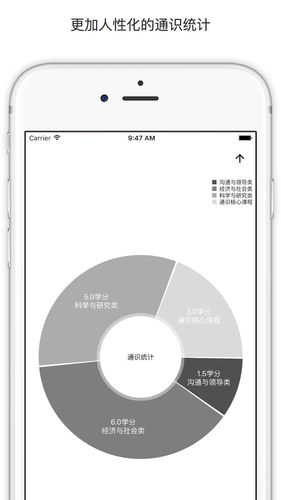 更加人性化的通识统计
Carrier
9:47 AM
沟通与领导类
经济与社会类
科学与研究类
通识核心课程
5.0学分
科学与研究类
3.0学分
通识核心课程
通识统计
1.5学分
沟通与领导类
6.0学分
经济与社会类